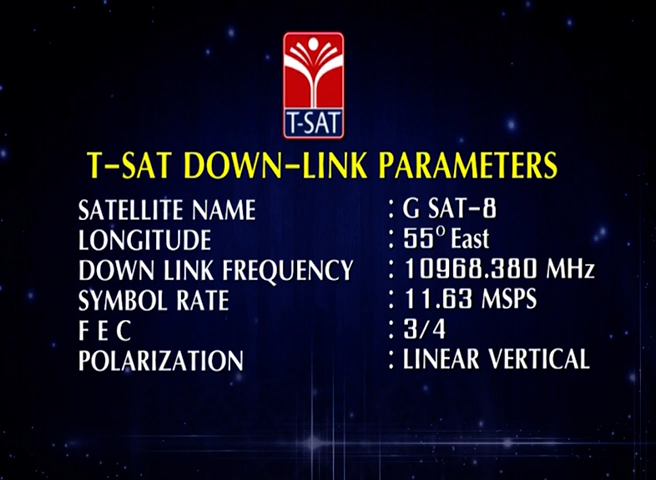 T-SAT
T-SAT DOWN-LINK PARAMETERS
SATELLITE NAME : G SAT-8
LONGITUDE : 55° East
DOWN LINK FREQUENCY : 10968.380 MHz
SYMBOL RATE : 11.63 MSPS
F E C : 3/4
POLARIZATION : LINEAR VERTICAL